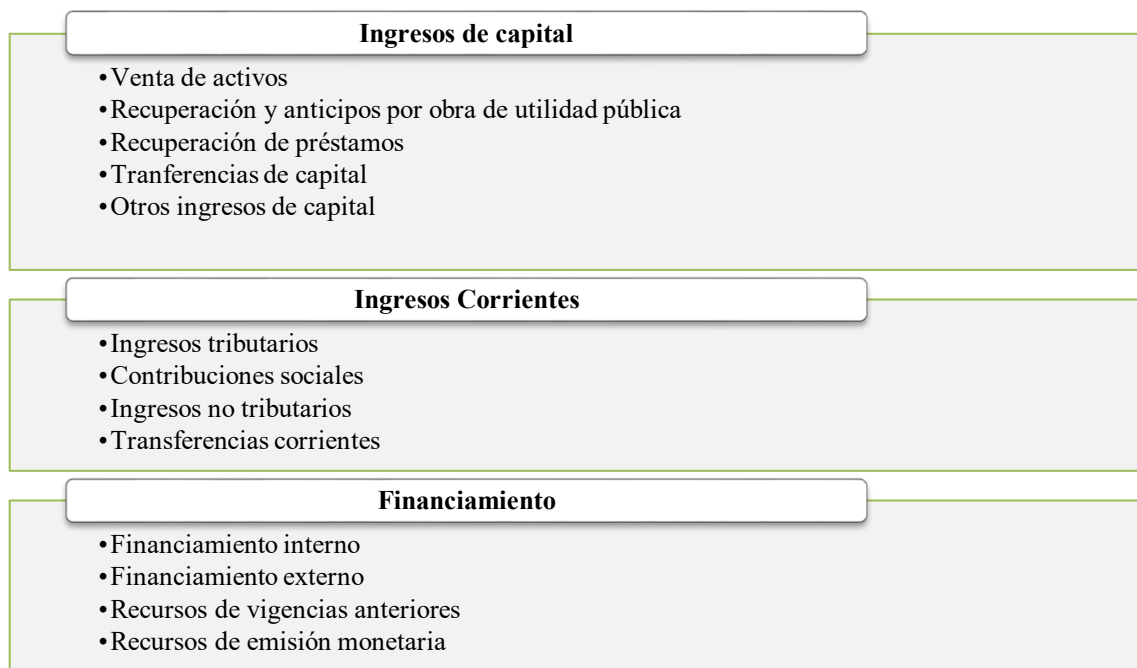 Ingresos de capital
•Venta de activos
•Recuperación y anticipos por obra de utilidad pública
•Recuperación de préstamos
•Tranferencias de capital
•Otros ingresos de capital
Ingresos Corrientes
•Ingresos tributarios
•Contribuciones sociales
•Ingresos no tributarios
•Transferencias corrientes
Financiamiento
•Financiamiento interno
•Financiamiento externo
•Recursos de vigencias anteriores
•Recursos de emisión monetaria